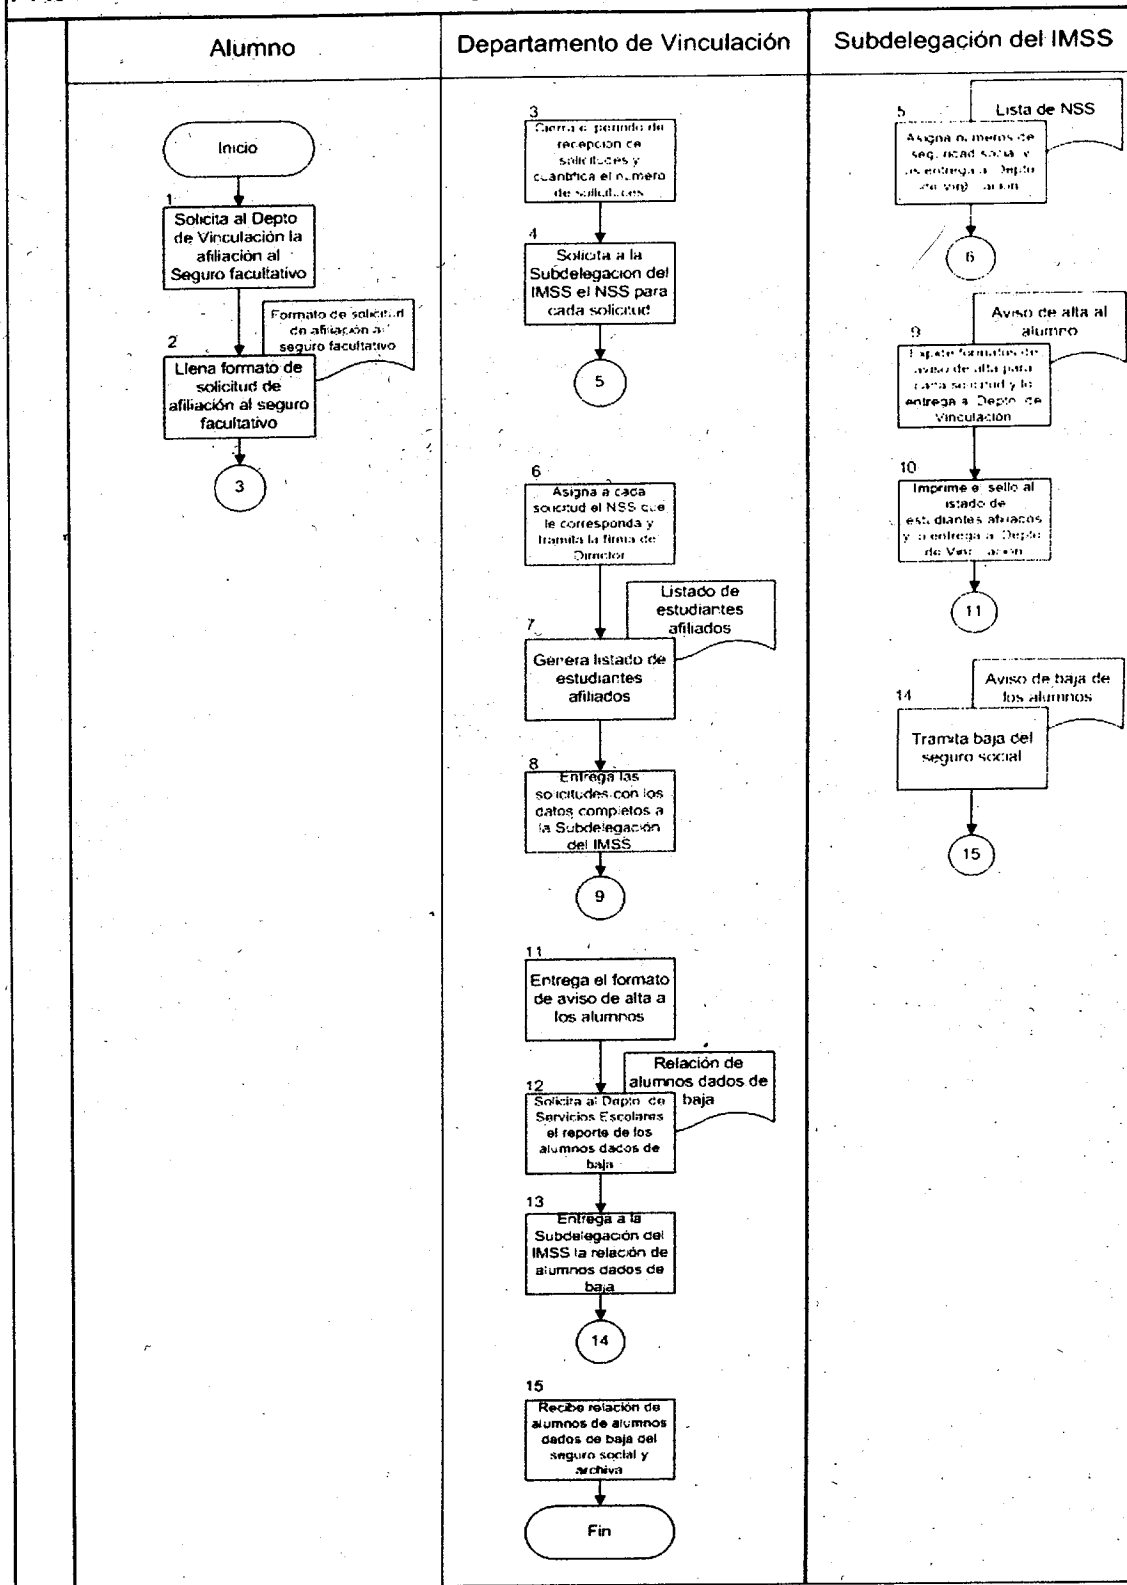 Alumno
Departamento de Vinculación
Subdelegación del IMSS
Inicio
1
Solicita al Depto
de Vinculación la
afiliación al
Seguro facultativo
Formato de solicitud
de afiliación al
seguro facultativo
2
Llena formato de
solicitud de
afiliación al seguro
facultativo
3
3
Cierra el periodo de
recepción de
solicitudes y
cuantifica el número
de solicitudes
4
Solicita a la
Subdelegación del
IMSS el NSS para
cada solicitud
5
6
Asigna a cada
solicitud el NSS que
le corresponda y
tramita la firma de
Director
Listado de
estudiantes
afiliados
7
Genera listado de
estudiantes
afiliados
8
Entrega las
solicitudes con los
datos completos a
la Subdelegación
del IMSS
9
11
Entrega el formato
de aviso de alta a
los alumnos
Relación de
alumnos dados de
baja
12
Solicita al Depto. de
Servicios Escolares
el reporte de los
alumnos dados de
baja
13
Entrega a la
Subdelegación del
IMSS la relación de
alumnos dados de
baja
14
15
Recibe relación de
alumnos de alumnos
dados de baja del
seguro social y
archiva
Fin
Lista de NSS
5
Asigna números de
seguridad social y
los entrega al Depto
de Vinculación
6
Aviso de alta al
alumno
9
Expide formatos de
aviso de alta para
cada solicitud y lo
entrega al Depto. de
Vinculación
10
Imprime el sello al
listado de
estudiantes afiliados
y lo entrega al Depto
de Vinculación
11
Aviso de baja de
los alumnos
14
Tramita baja del
seguro social
15